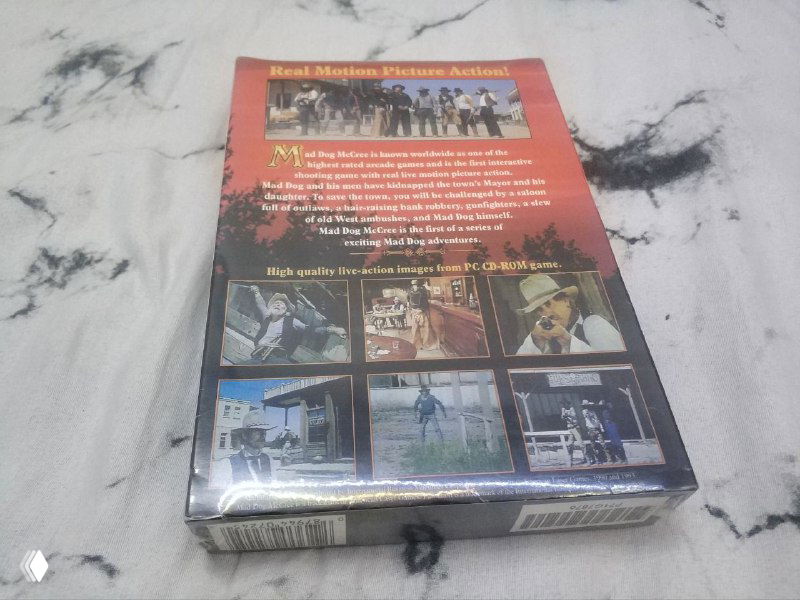 Real Motion Picture Action!
Mad Dog McCree is known worldwide as one of the
highest rated arcade games and is the first interactive
shooting game with real live motion picture action.
Mad Dog and his men have kidnapped the town's Mayor and his
daughter. To save the town, you will be challenged by a saloon
full of outlaws, a hair-raising bank robbery, gunfighters, a slew
of old West ambushes, and Mad Dog himself.
Mad Dog McCree is the first of a series of
exciting Mad Dog adventures.
High quality live-action images from PC CD-ROM game.
Games, 1990 and 1993